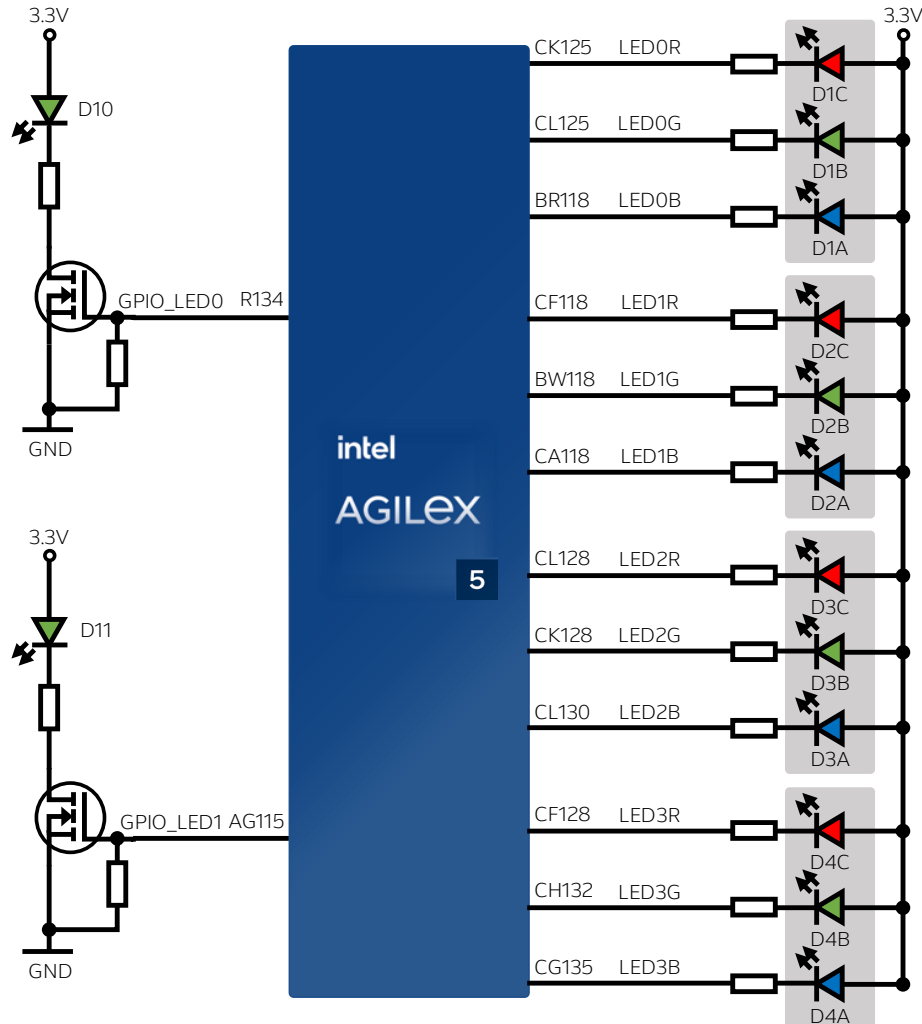 3.3V
D10
GPIO_LED0 R134
GND
3.3V
D11
GPIO_LED1 AG115
GND
intel
AGILEX
5
3.3V
CK125 LED0R
D1C
CL125 LED0G
D1B
BR118 LED0B
D1A
CF118 LED1R
D2C
BW118 LED1G
D2B
CA118 LED1B
D2A
CL128 LED2R
D3C
CK128 LED2G
D3B
CL130 LED2B
D3A
CF128 LED3R
D4C
CH132 LED3G
D4B
CG135 LED3B
D4A